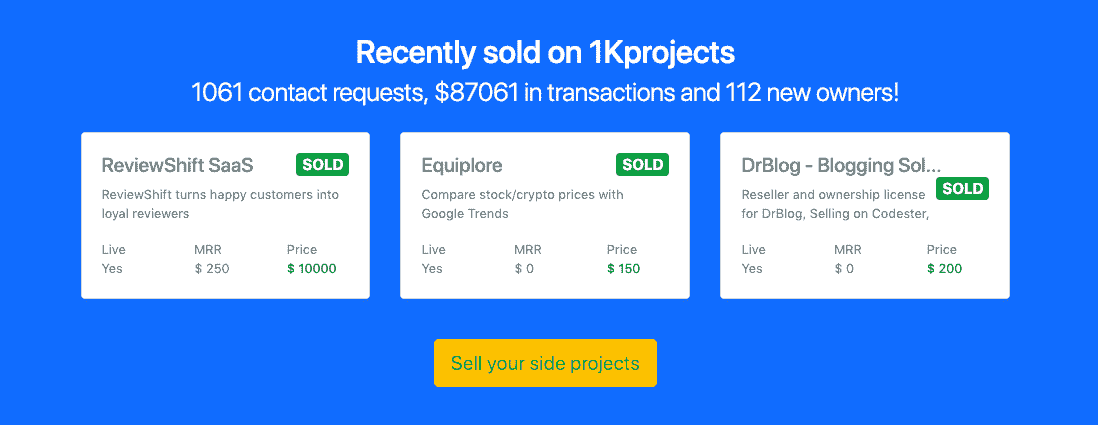 Recently sold on 1Kprojects
1061 contact requests, $87061 in transactions and 112 new owners!
ReviewShift SaaS
SOLD
ReviewShift turns happy customers into
loyal reviewers
Live MRR Price
Yes $ 250 $ 10000
Equiplore
SOLD
Compare stock/crypto prices with
Google Trends
Live MRR Price
Yes $ 0 $ 150
DrBlog - Blogging Sol...
SOLD
Reseller and ownership license
for DrBlog, Selling on Codester,
Live MRR Price
Yes $ 0 $ 200
Sell your side projects